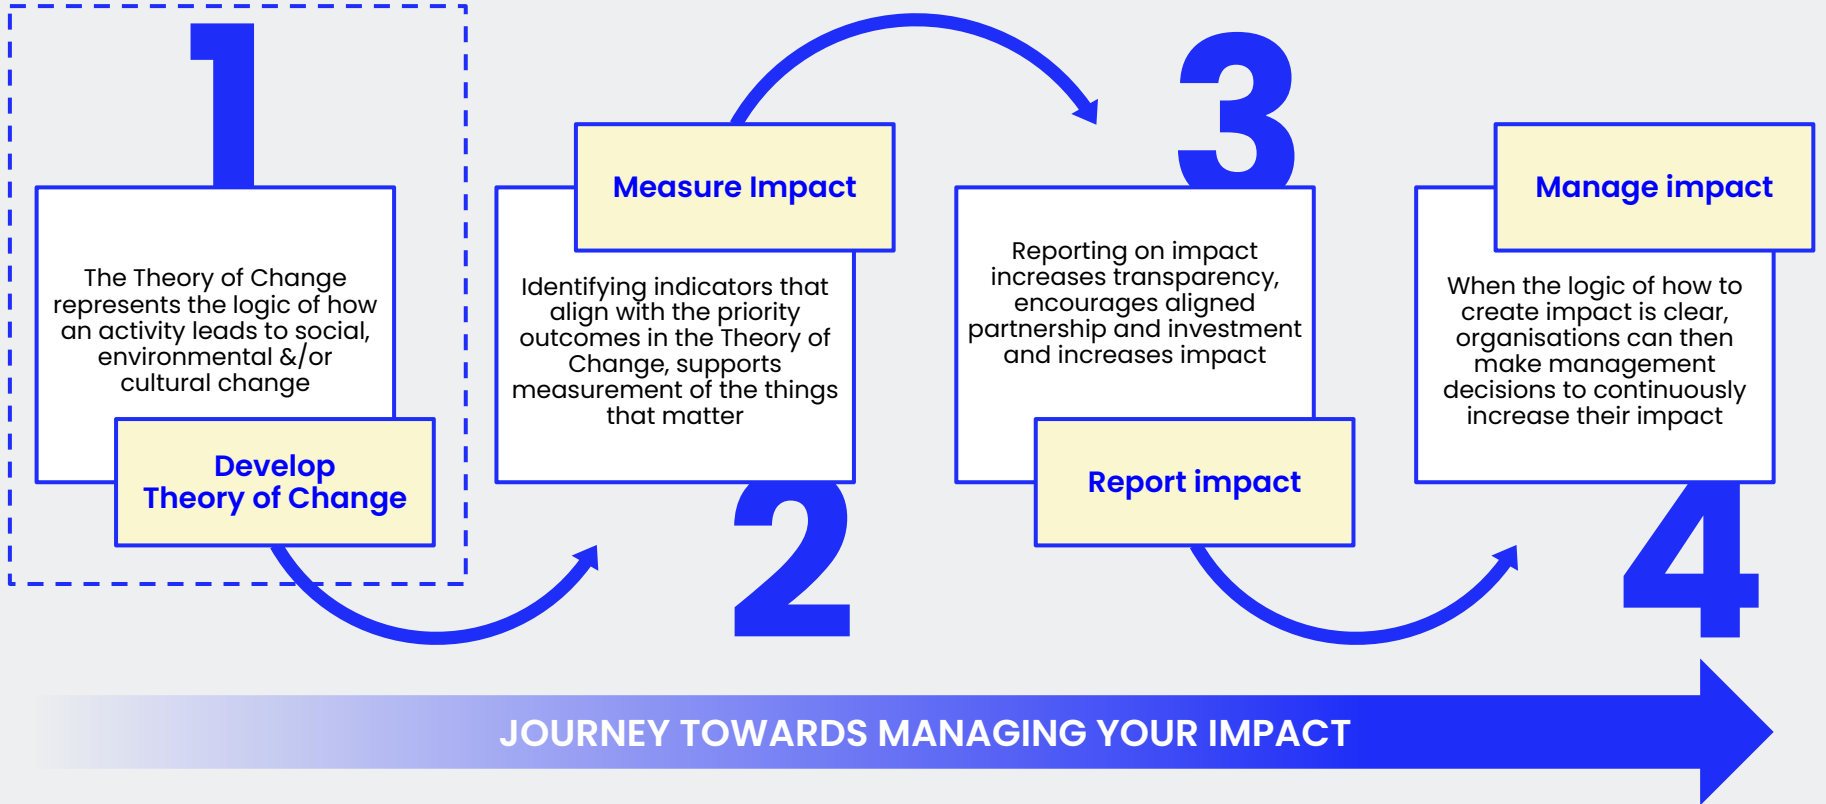 1
The Theory of Change
represents the logic of how
an activity leads to social,
environmental &/or
cultural change
Develop
Theory of Change
Measure Impact
Identifying indicators that
align with the priority
outcomes in the Theory of
Change, supports
measurement of the things
that matter
2
3
Reporting on impact
increases transparency,
encourages aligned
partnership and investment
and increases impact
Report impact
Manage impact
When the logic of how to
create impact is clear,
organisations can then
make management
decisions to continuously
increase their impact
4
JOURNEY TOWARDS MANAGING YOUR IMPACT